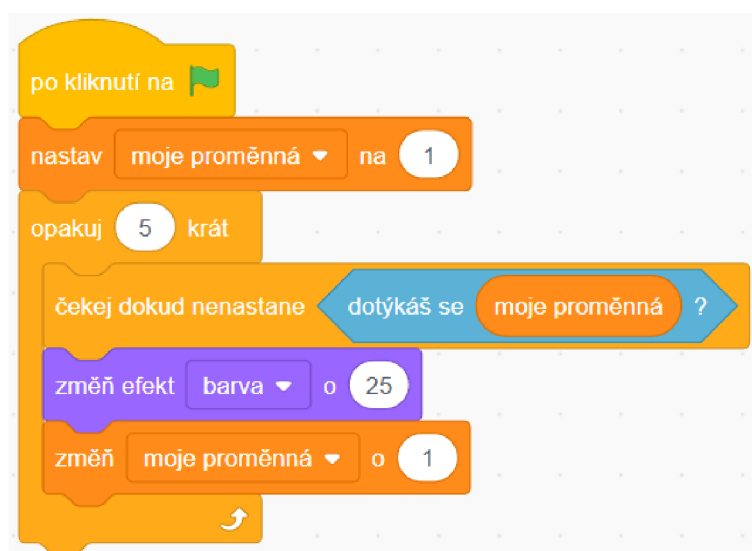 po kliknutí na
nastav moje proměnná na 1
opakuj 5 krát
čekej dokud nenastane dotýkáš se moje proměnná ?
změň efekt barva o 25
změň moje proměnná o 1